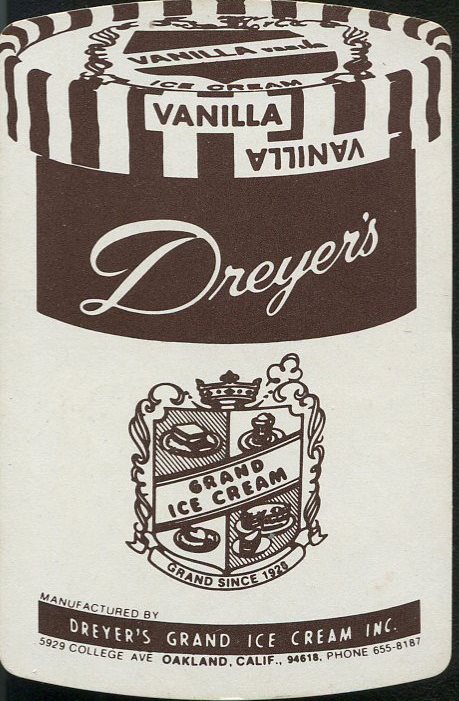 VANILLA vanilla
ICE CREAM
VANILLA
VANILLA
Dreyer's
GRAND
ICE CREAM
GRAND SINCE 1928
MANUFACTURED BY
DREYER'S GRAND ICE CREAM INC.
5929 COLLEGE AVE OAKLAND, CALIF., 94618, PHONE 655-8187